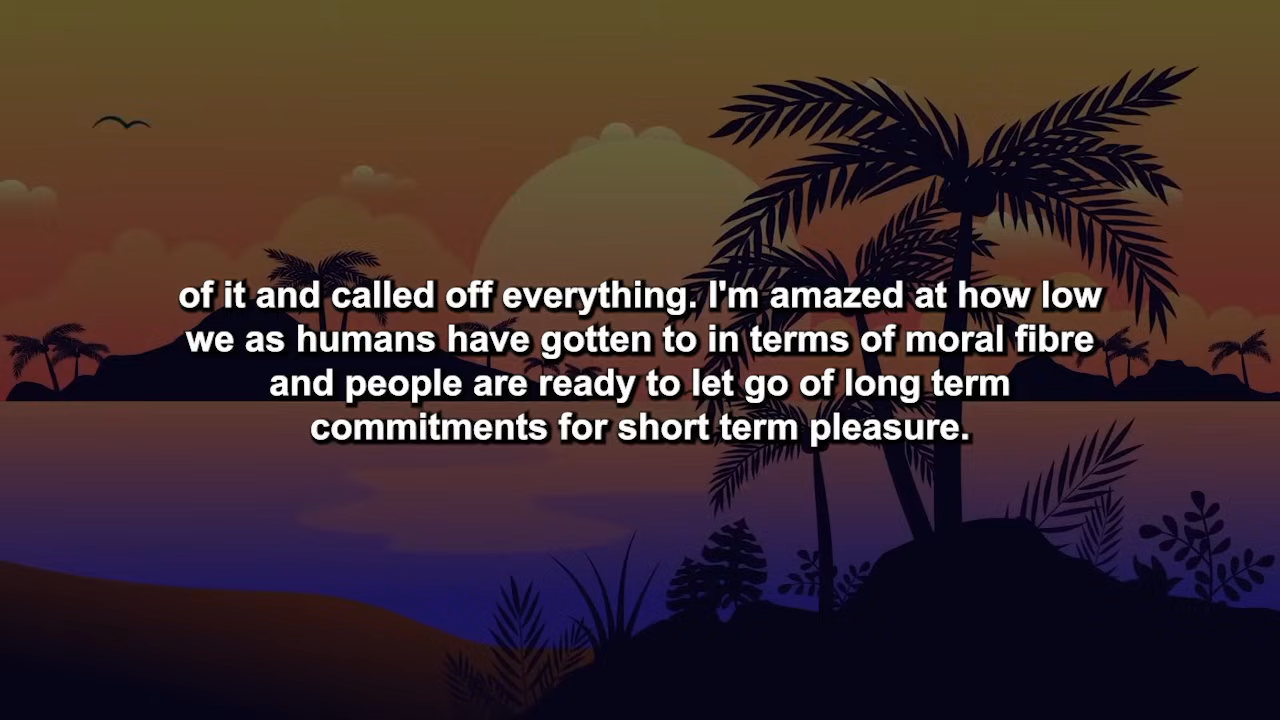 of it and called off everything. I'm amazed at how low
we as humans have gotten to in terms of moral fibre
and people are ready to let go of long term
commitments for short term pleasure.